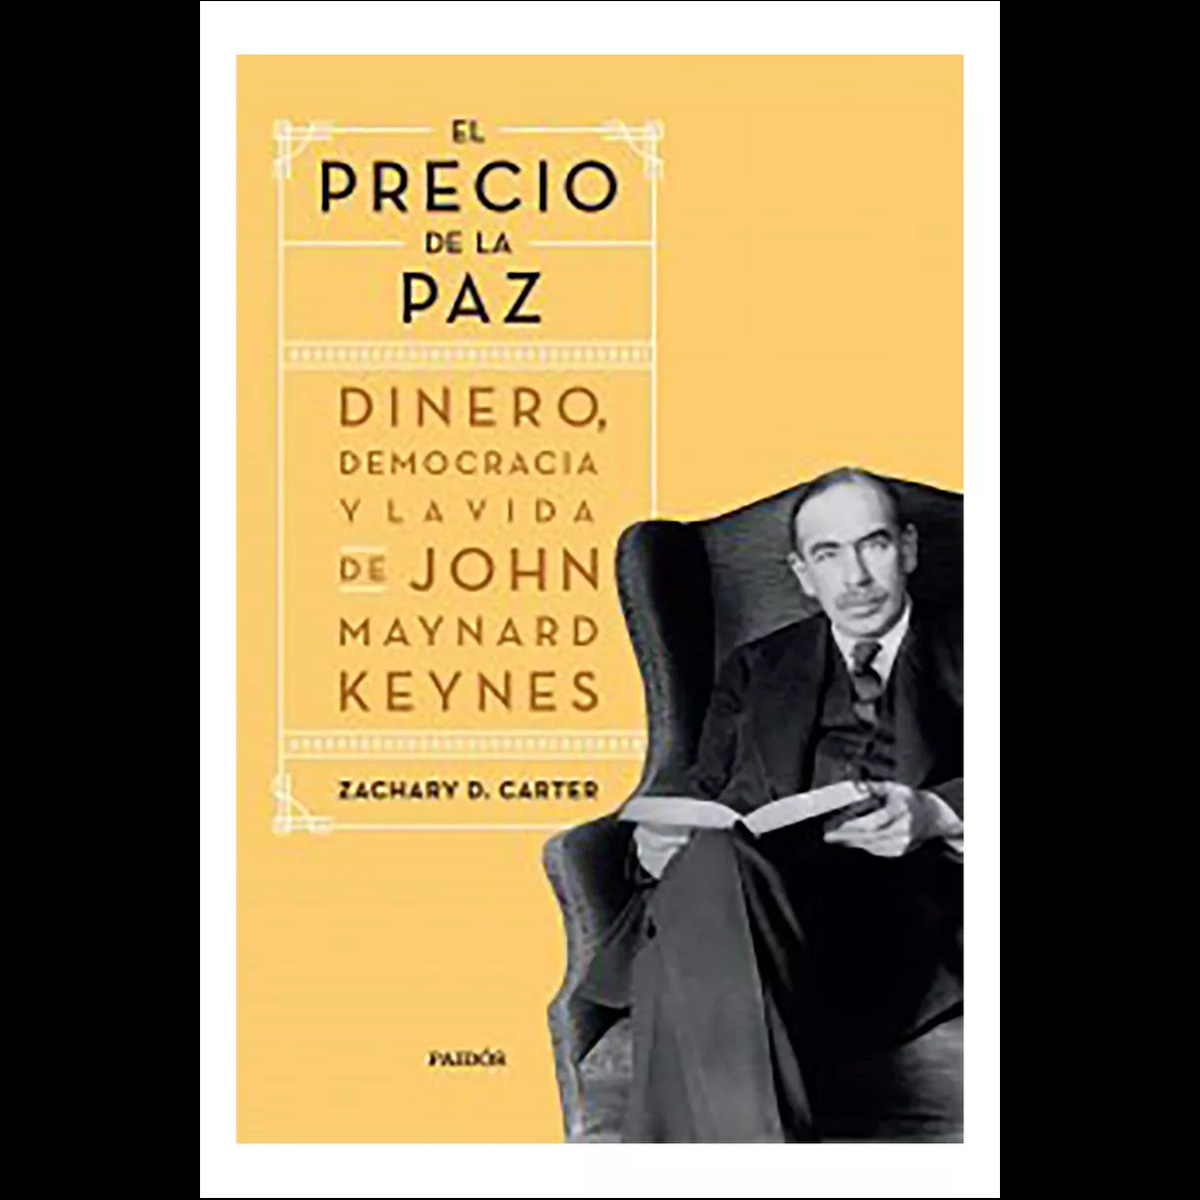 EL
PRECIO
DE LA
PAZ
DINERO,
DEMOCRACIA
Y LA VIDA
DE JOHN
MAYNARD
KEYNES
ZACHARY D. CARTER
PAIDÓS